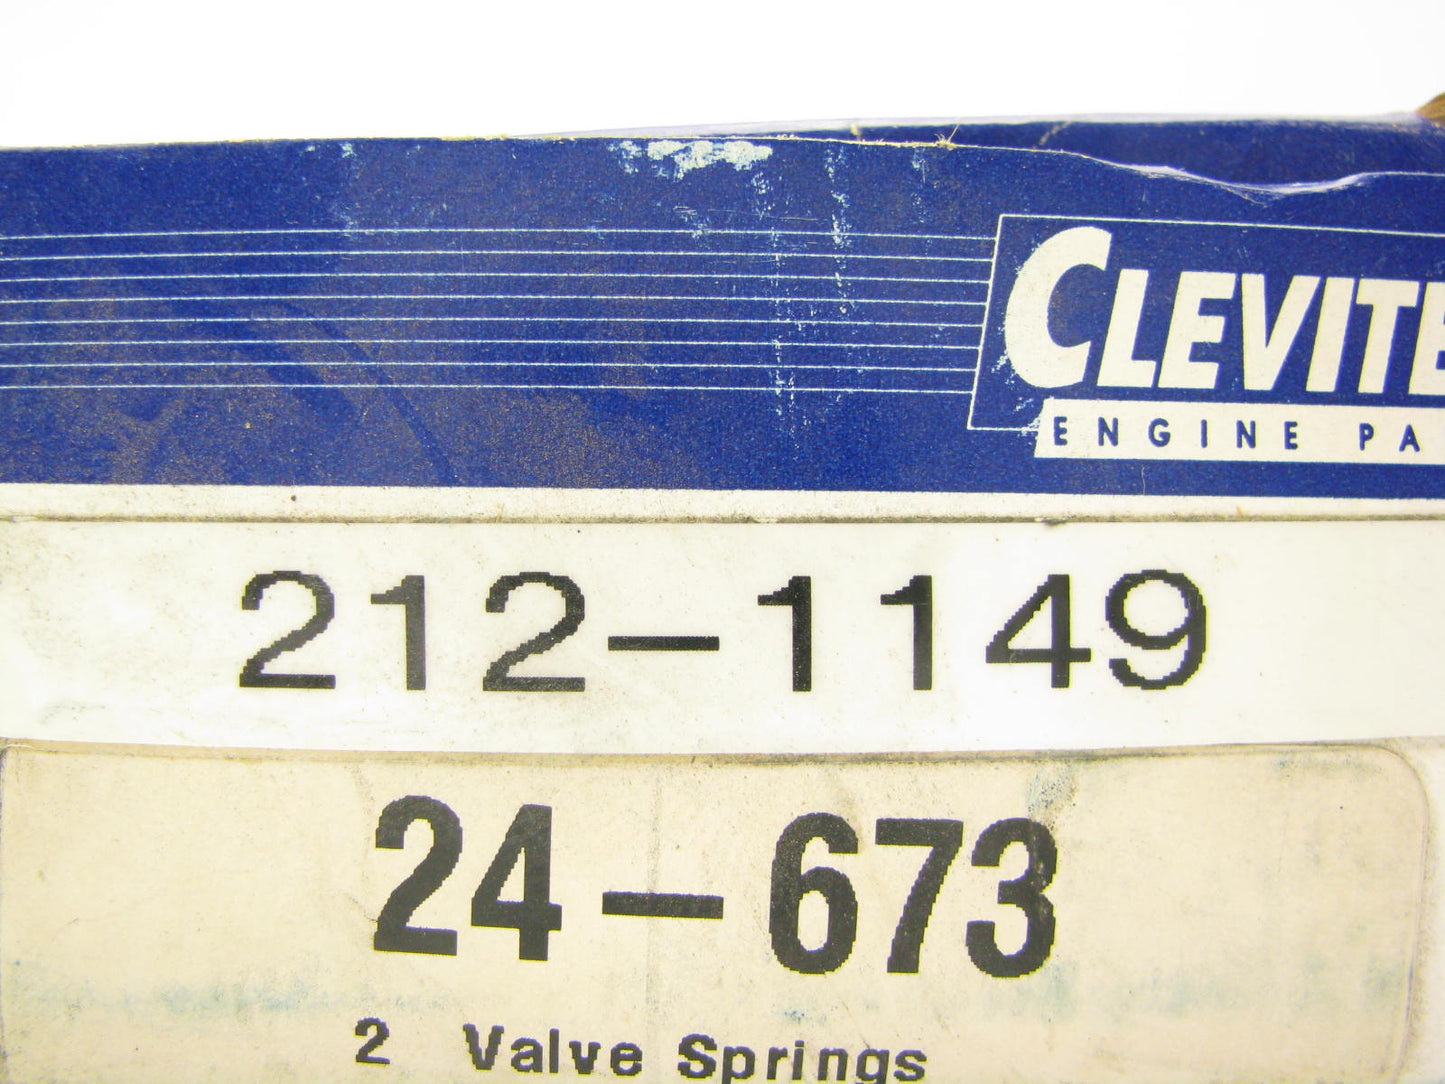 CLEVITE
ENGINE PA
212-1149
24-673
2 Valve Springs